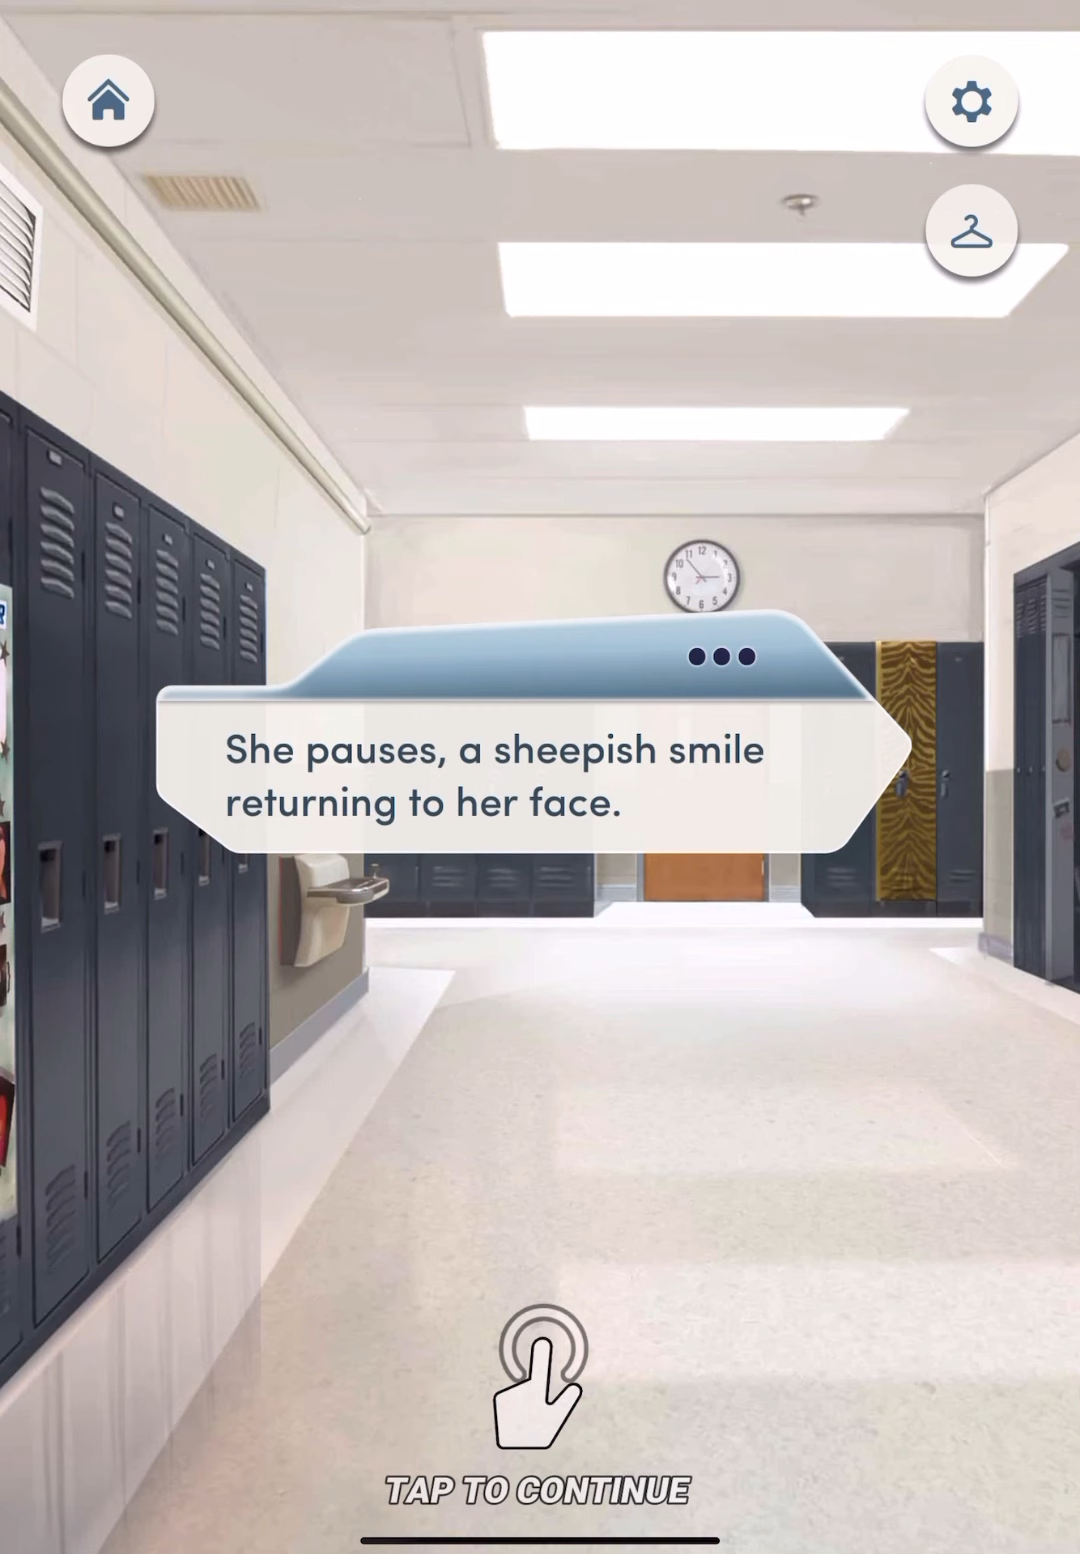 She pauses, a sheepish smile
returning to her face.
TAP TO CONTINUE